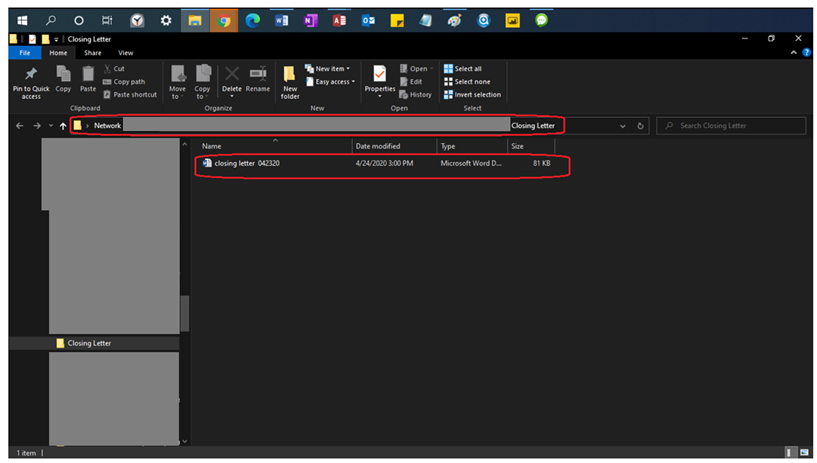 Closing Letter
File Home Share View
Pin to Quick access
Copy
Paste
Cut
Copy path
Paste shortcut
Clipboard
Move to
Copy to
Delete
Rename
Organize
New folder
New item
Easy access
New
Properties
Open
Edit
History
Open
Select all
Select none
Invert selection
Select
Network Closing Letter
Search Closing Letter
Name Date modified Type Size
closing letter 042320 4/24/2020 3:00 PM Microsoft Word D... 81 KB
Closing Letter
1 item